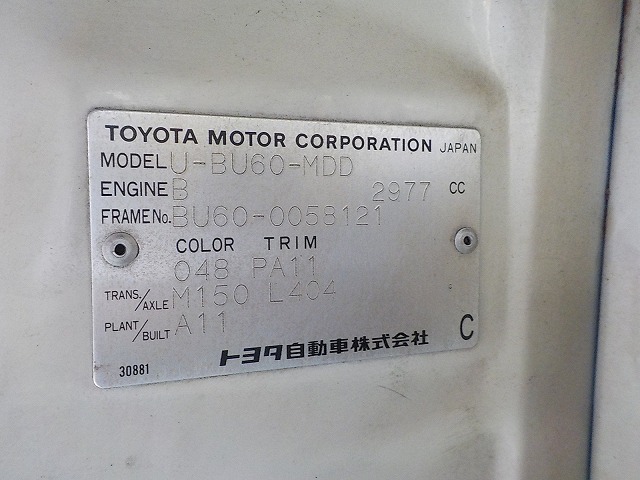 TOYOTA MOTOR CORPORATION JAPAN
MODEL U-BU60-MDD
ENGINE B 2977 CC
FRAME No. BU60-0058121
COLOR TRIM
048 PA11
TRANS./AXLE M150 L404
PLANT/BUILT A11
トヨタ自動車株式会社 C
30881